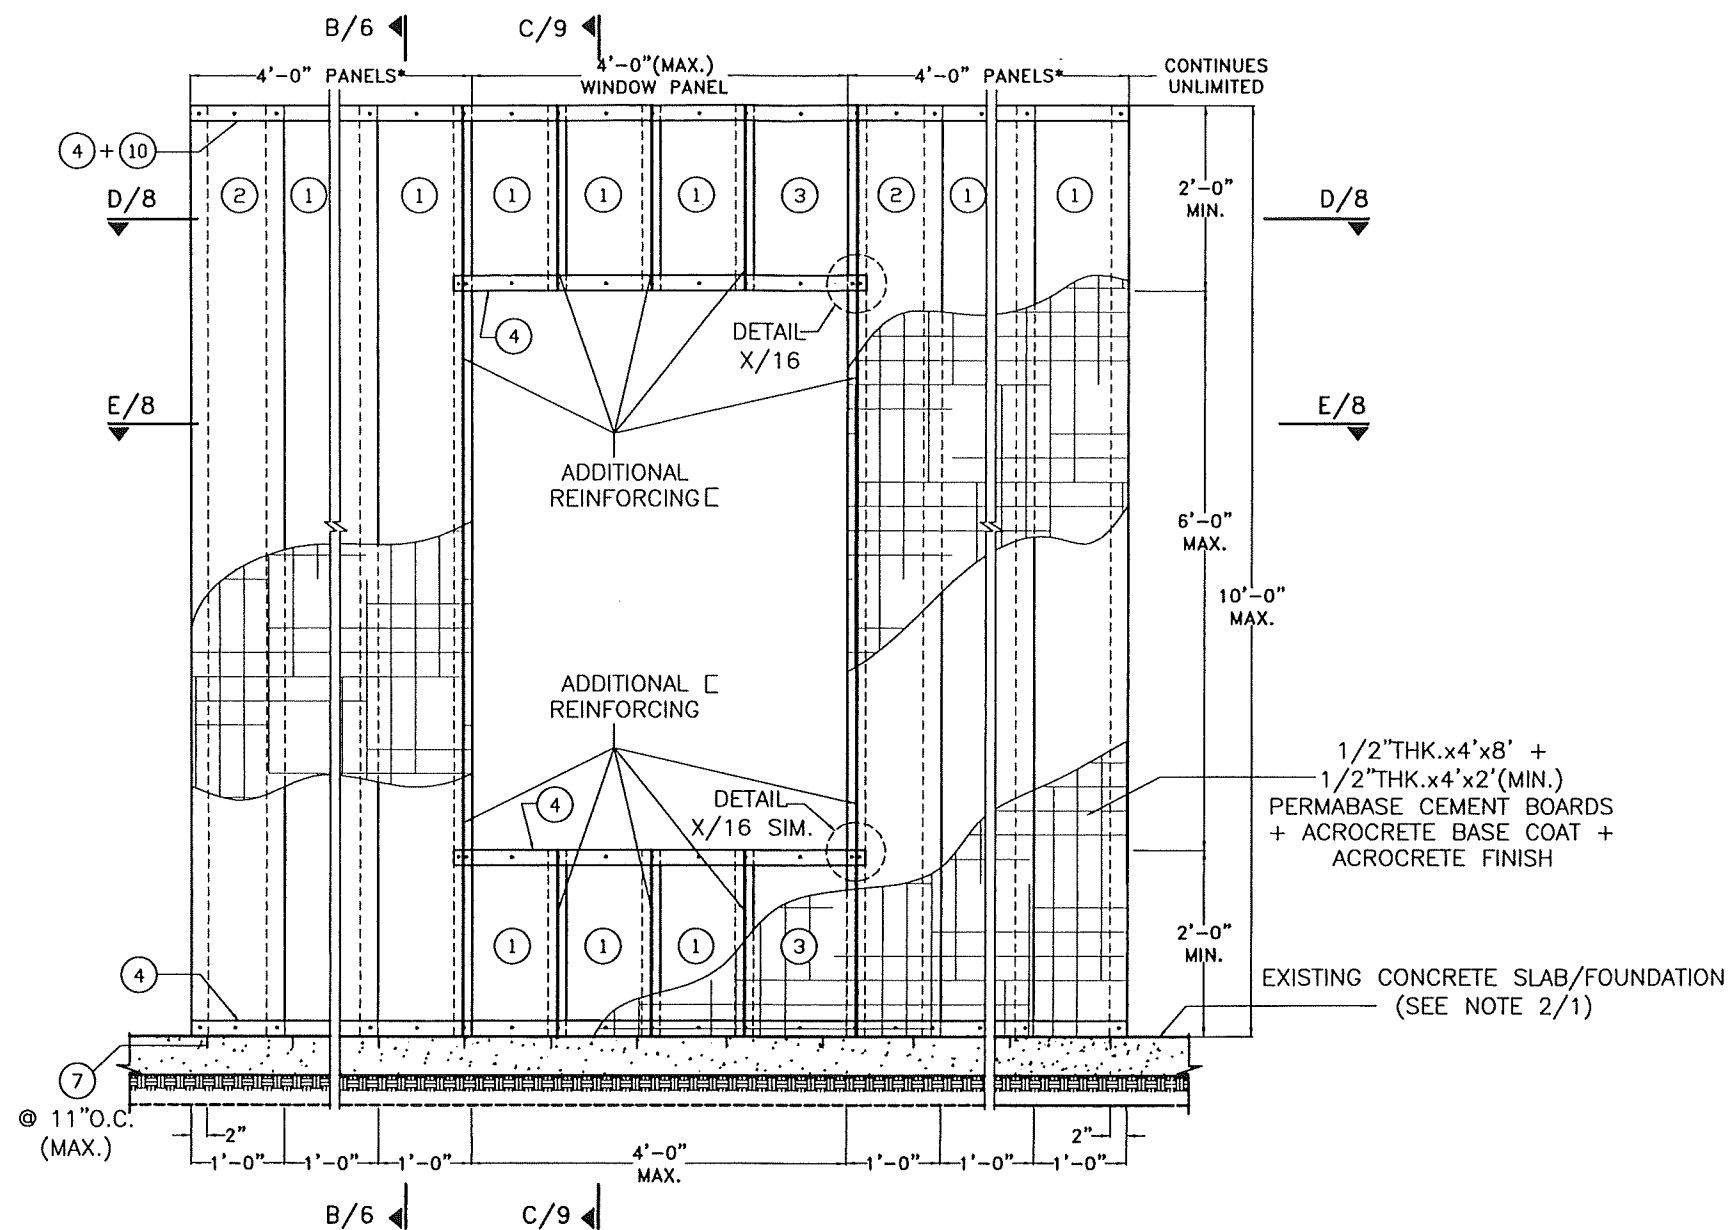 B/6
C/9
4'-0" PANELS*
4'-0"(MAX.)
WINDOW PANEL
4'-0" PANELS*
CONTINUES
UNLIMITED
4 + 10
2
1
1
1
1
1
3
2
1
1
2'-0"
MIN.
D/8
D/8
4
DETAIL
X/16
E/8
E/8
ADDITIONAL
REINFORCING
6'-0"
MAX.
10'-0"
MAX.
ADDITIONAL
REINFORCING
4
DETAIL
X/16 SIM.
1/2"THK.x4'x8' +
1/2"THK.x4'x2'(MIN.)
PERMABASE CEMENT BOARDS
+ ACROCRETE BASE COAT +
ACROCRETE FINISH
1
1
1
3
2'-0"
MIN.
4
EXISTING CONCRETE SLAB/FOUNDATION
(SEE NOTE 2/1)
7
@ 11"O.C.
(MAX.)
2"
2"
1'-0"
1'-0"
1'-0"
4'-0"
MAX.
1'-0"
1'-0"
1'-0"
B/6
C/9